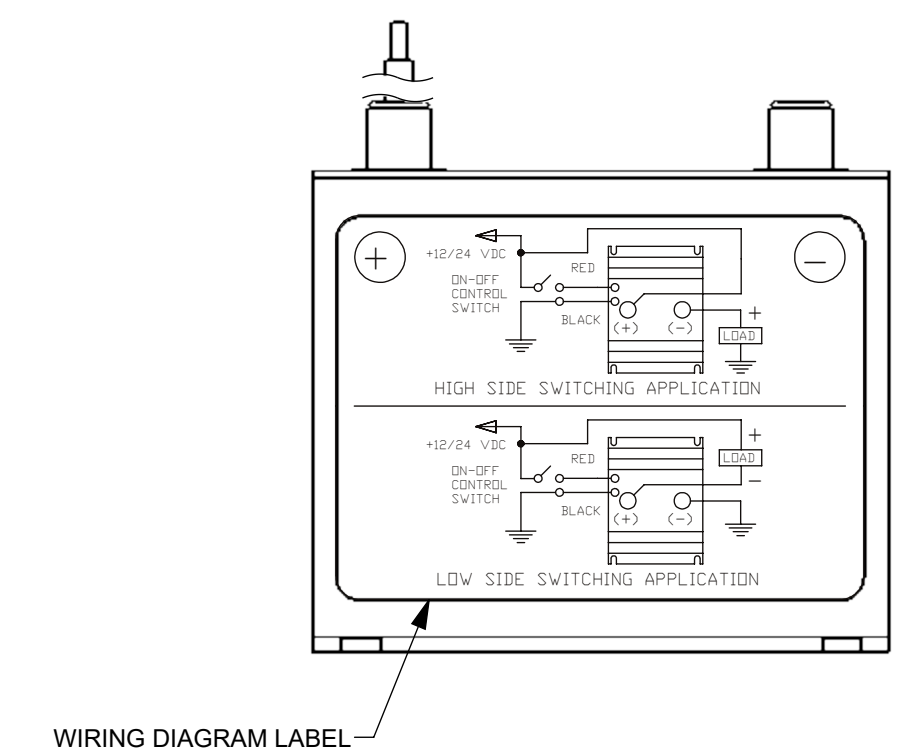 +
−
+12/24 VDC
RED
ON-OFF
CONTROL
SWITCH
BLACK
(+)
(−)
+
LOAD
HIGH SIDE SWITCHING APPLICATION
+12/24 VDC
RED
ON-OFF
CONTROL
SWITCH
BLACK
(+)
(−)
+
LOAD
−
LOW SIDE SWITCHING APPLICATION
WIRING DIAGRAM LABEL